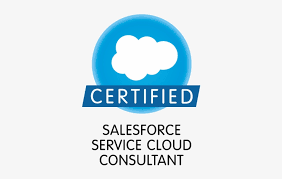 CERTIFIED
SALESFORCE
SERVICE CLOUD
CONSULTANT